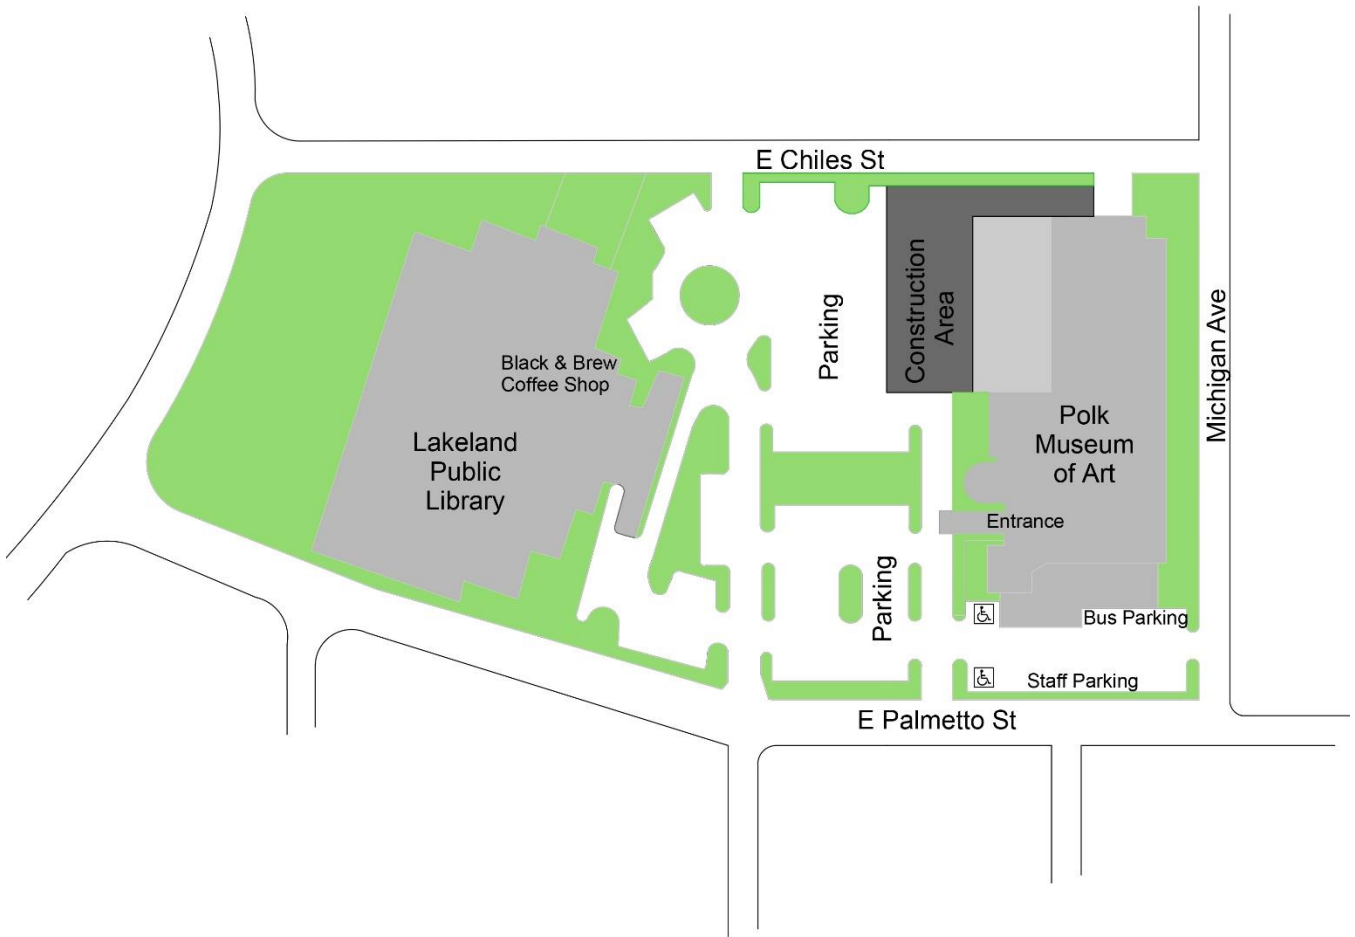 E Chiles St
Parking
Construction
Area
Michigan Ave
Black & Brew
Coffee Shop
Lakeland
Public
Library
Polk
Museum
of Art
Entrance
Parking
Bus Parking
Staff Parking
E Palmetto St